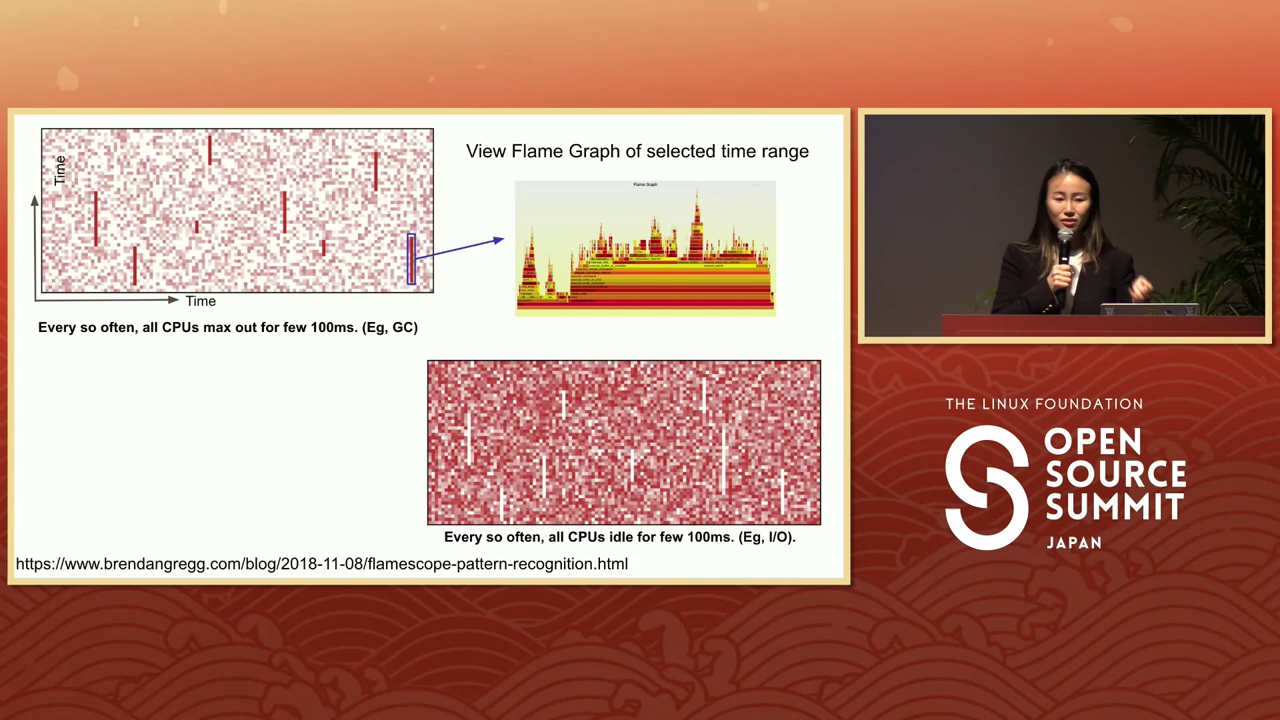 Time
Time
Every so often, all CPUs max out for few 100ms. (Eg, GC)
View Flame Graph of selected time range
Flame Graph
Every so often, all CPUs idle for few 100ms. (Eg, I/O).
https://www.brendangregg.com/blog/2018-11-08/flamescope-pattern-recognition.html
THE LINUX FOUNDATION
OPEN
SOURCE
SUMMIT
JAPAN